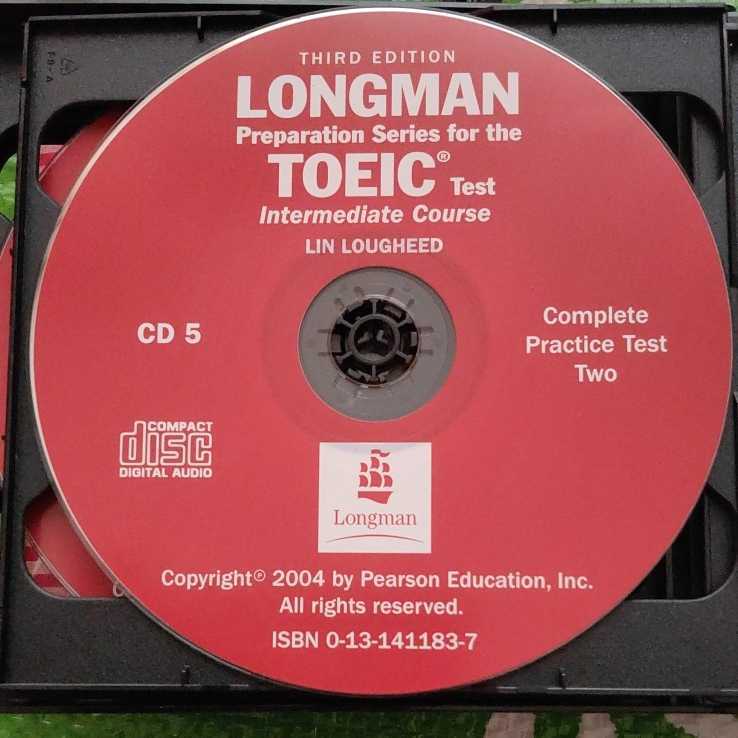 THIRD EDITION
LONGMAN
Preparation Series for the
TOEIC® Test
Intermediate Course
LIN LOUGHEED
CD 5
Complete
Practice Test
Two
COMPACT
disc
DIGITAL AUDIO
Longman
Copyright℗ 2004 by Pearson Education, Inc.
All rights reserved.
ISBN 0-13-141183-7